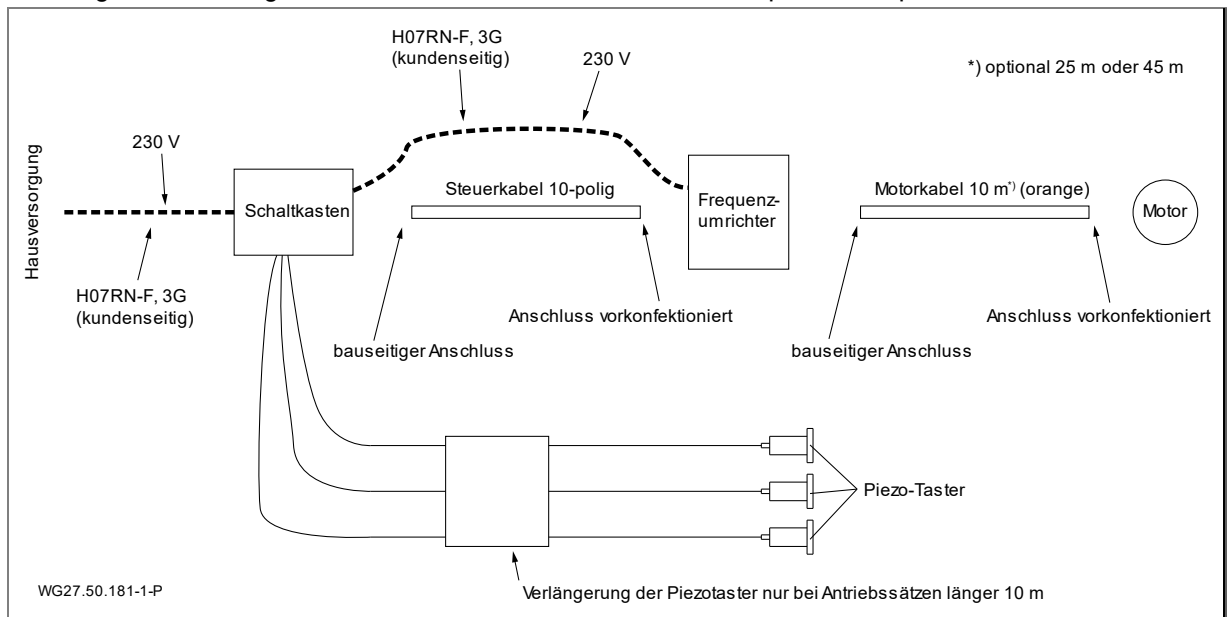 H07RN-F, 3G
(kundenseitig)
230 V
*) optional 25 m oder 45 m
230 V
Hausversorgung
Schaltkasten
Steuerkabel 10-polig
Frequenz-
umrichter
Motorkabel 10 m*) (orange)
Motor
H07RN-F, 3G
(kundenseitig)
Anschluss vorkonfektioniert
bauseitiger Anschluss
Anschluss vorkonfektioniert
bauseitiger Anschluss
Piezo-Taster
WG27.50.181-1-P
Verlängerung der Piezotaster nur bei Antriebssätzen länger 10 m